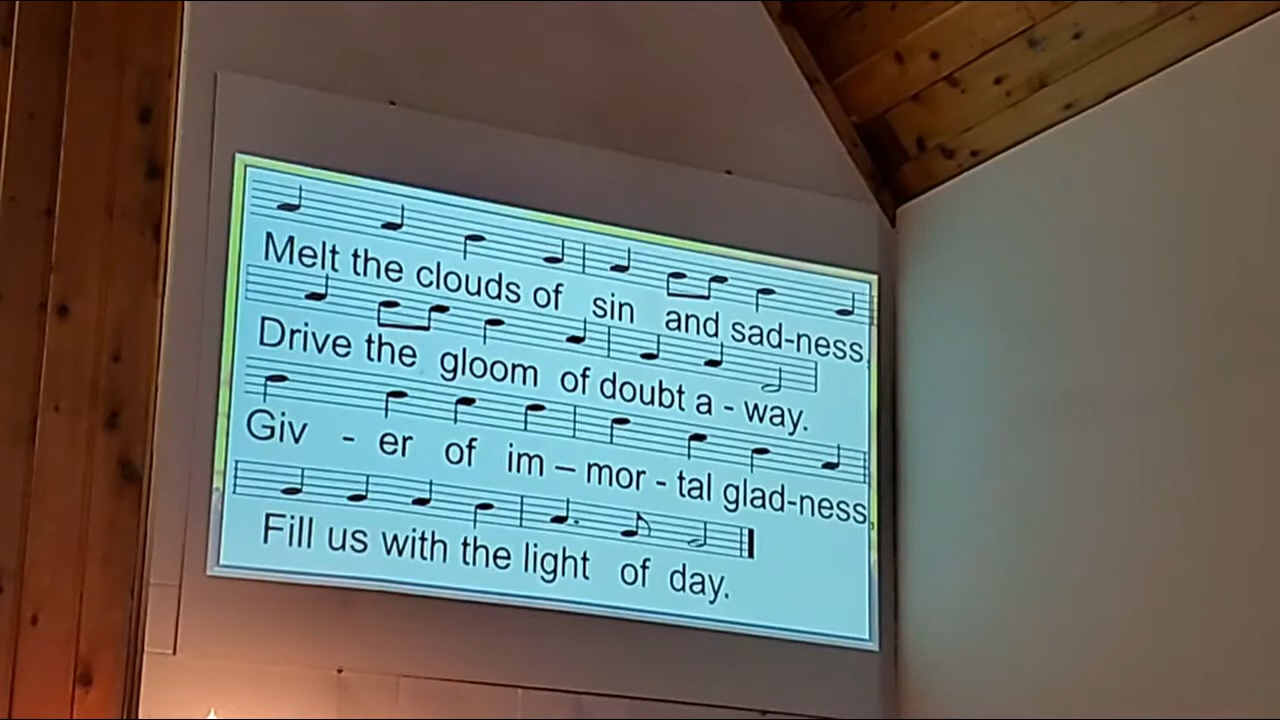 Melt the clouds of sin and sad-ness,
Drive the gloom of doubt a - way.
Giv - er of im – mor - tal glad-ness,
Fill us with the light of day.